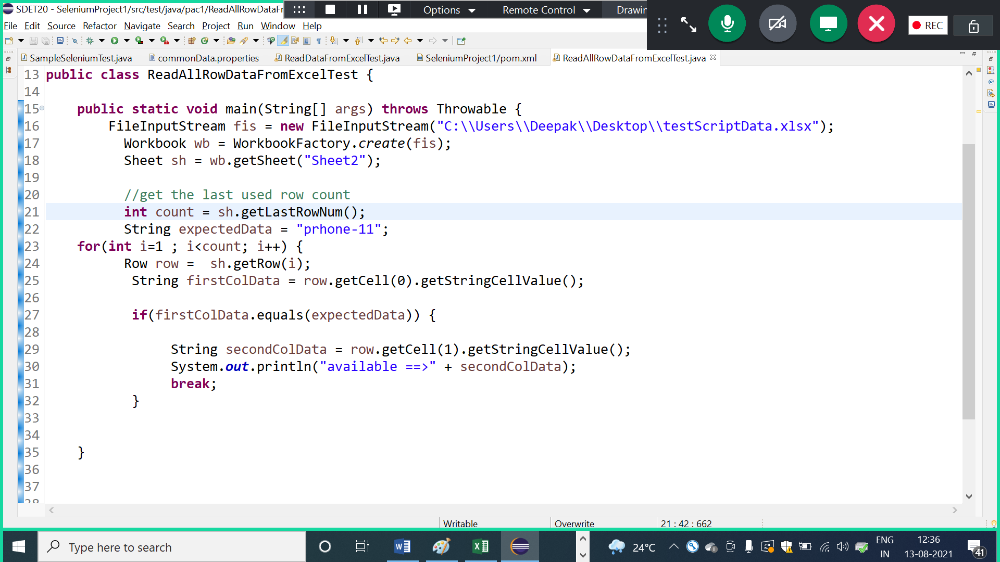 SDET20 - SeleniumProject1/src/test/java/pac1/ReadAllRowDataFr
Options
Remote Control
Drawin
REC
File Edit Source Refactor Navigate Search Project Run Window Help
SampleSeleniumTest.java
commonData.properties
ReadDataFromExcelTest.java
SeleniumProject1/pom.xml
ReadAllRowDataFromExcelTest.java
13 public class ReadAllRowDataFromExcelTest {
14
15 public static void main(String[] args) throws Throwable {
16 FileInputStream fis = new FileInputStream("C:\\Users\\Deepak\\Desktop\\testScriptData.xlsx");
17 Workbook wb = WorkbookFactory.create(fis);
18 Sheet sh = wb.getSheet("Sheet2");
19
20 //get the last used row count
21 int count = sh.getLastRowNum();
22 String expectedData = "prhone-11";
23 for(int i=1 ; i<count; i++) {
24 Row row =  sh.getRow(i);
25 String firstColData = row.getCell(0).getStringCellValue();
26
27 if(firstColData.equals(expectedData)) {
28
29 String secondColData = row.getCell(1).getStringCellValue();
30 System.out.println("available ==>" + secondColData);
31 break;
32 }
33
34
35 }
36
37
38
Writable
Overwrite
21 : 42 : 662
Type here to search
24°C
ENG
IN
12:36
13-08-2021
41